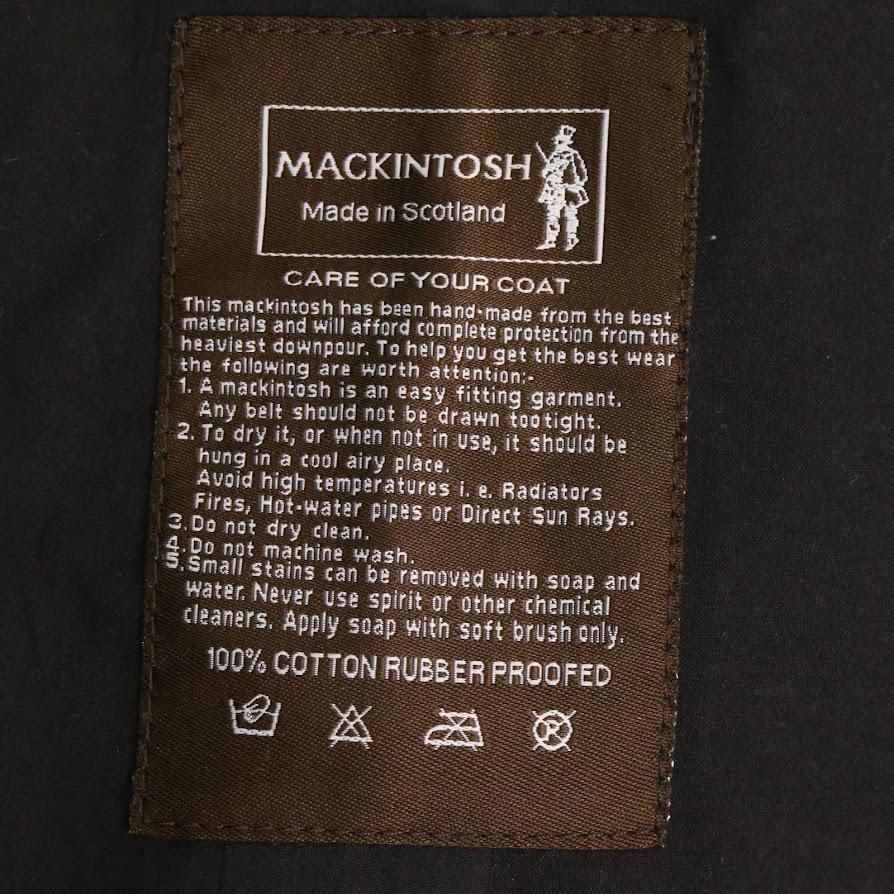 MACKINTOSH
Made in Scotland
CARE OF YOUR COAT
This mackintosh has been hand-made from the best
materials and will afford complete protection from the
heaviest downpour. To help you get the best wear
the following are worth attention:-
1. A mackintosh is an easy fitting garment.
Any belt should not be drawn too tight.
2. To dry it, or when not in use, it should be
hung in a cool airy place.
Avoid high temperatures i. e. Radiators
Fires, Hot-water pipes or Direct Sun Rays.
3. Do not dry clean.
4. Do not machine wash.
5. Small stains can be removed with soap and
water. Never use spirit or other chemical
cleaners. Apply soap with soft brush only.
100% COTTON RUBBER PROOFED
P